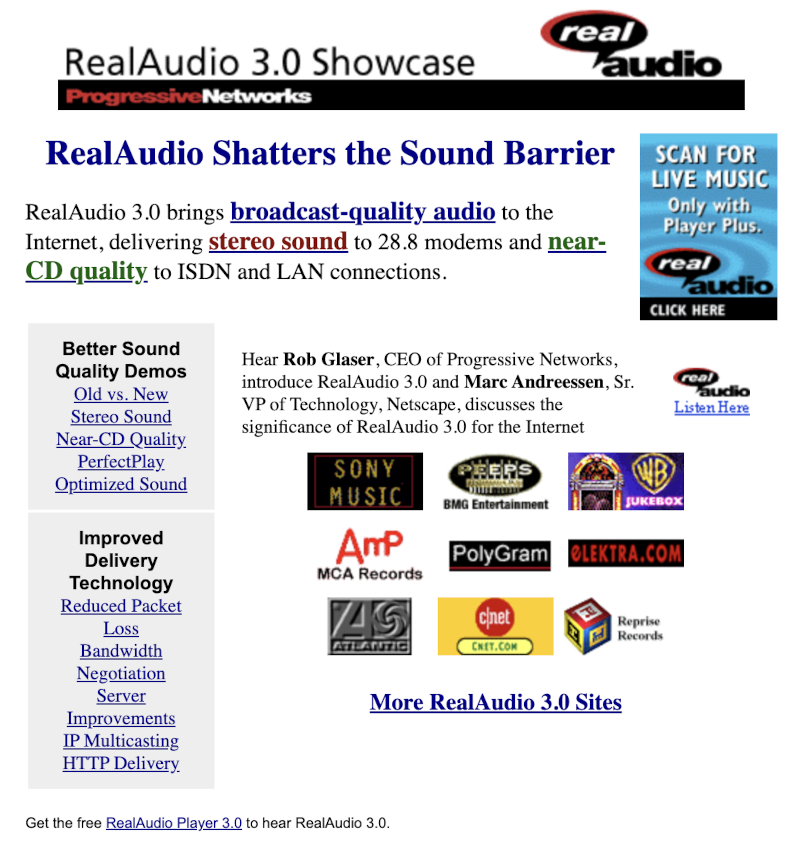 RealAudio 3.0 Showcase
real audio
ProgressiveNetworks
RealAudio Shatters the Sound Barrier
RealAudio 3.0 brings broadcast-quality audio to the
Internet, delivering stereo sound to 28.8 modems and near-
CD quality to ISDN and LAN connections.
SCAN FOR
LIVE MUSIC
Only with
Player Plus.
real
audio
CLICK HERE
Better Sound
Quality Demos
Old vs. New
Stereo Sound
Near-CD Quality
PerfectPlay
Optimized Sound
Improved
Delivery
Technology
Reduced Packet
Loss
Bandwidth
Negotiation
Server
Improvements
IP Multicasting
HTTP Delivery
Hear Rob Glaser, CEO of Progressive Networks,
introduce RealAudio 3.0 and Marc Andreessen, Sr.
VP of Technology, Netscape, discusses the
significance of RealAudio 3.0 for the Internet
real
audio
Listen Here
SONY
MUSIC
PEEPS
BMG Entertainment
WB
JUKEBOX
AMP
MCA Records
PolyGram
ELEKTRA.COM
ATLANTIC
c|net
CNET.COM
Reprise
Records
More RealAudio 3.0 Sites
Get the free RealAudio Player 3.0 to hear RealAudio 3.0.